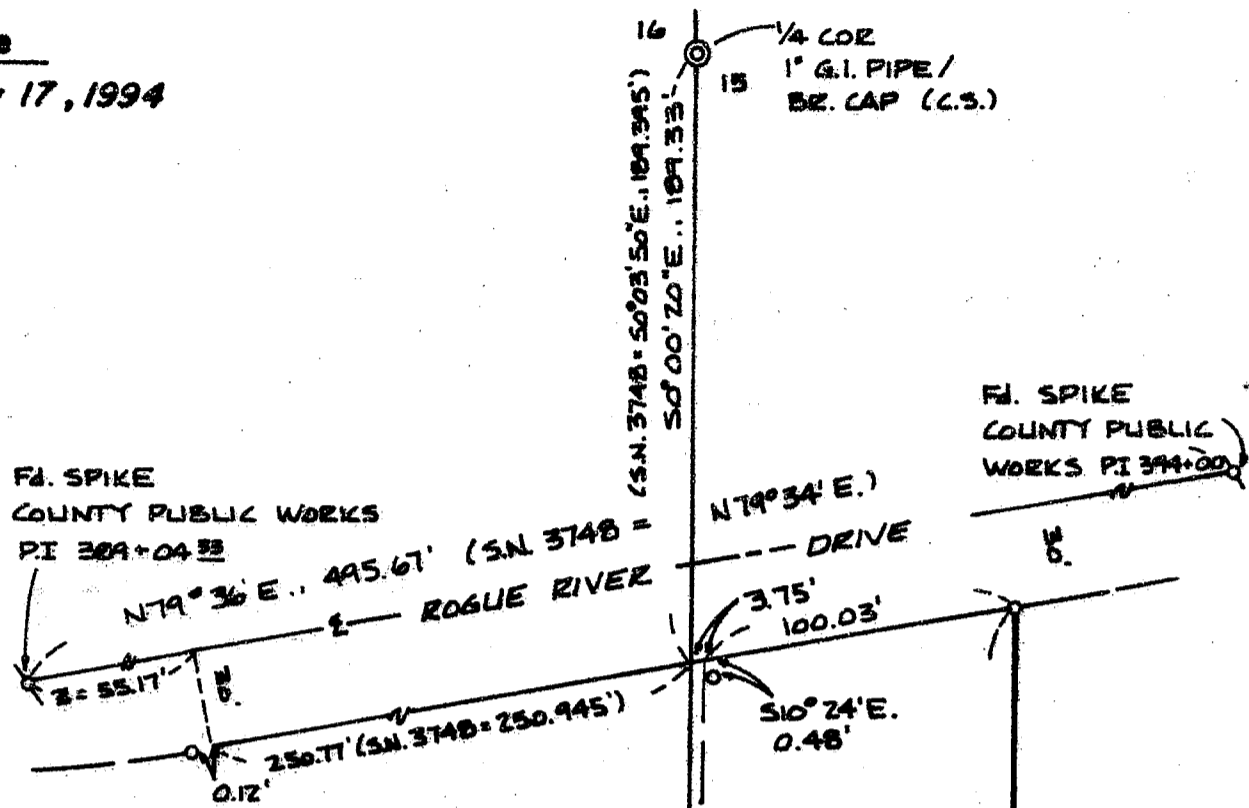 17, 1994
16
1/4 COR
1" G.I. PIPE /
15
BR. CAP (C.S.)
(S.N. 3748 = S0°03'50"E., 189.395')
S0°00'20"E., 189.33'
Fd. SPIKE
COUNTY PUBLIC
WORKS P.I 394+00
Fd. SPIKE
COUNTY PUBLIC WORKS
P.I 389+04 33
N79°36'E., 495.67' (S.N. 3748 = N79°34'E.)
ROGUE RIVER DRIVE
3.75'
100.03'
= 55.17'
250.77' (S.N. 3748 = 250.945')
S10°24'E.
0.48'
0.12'